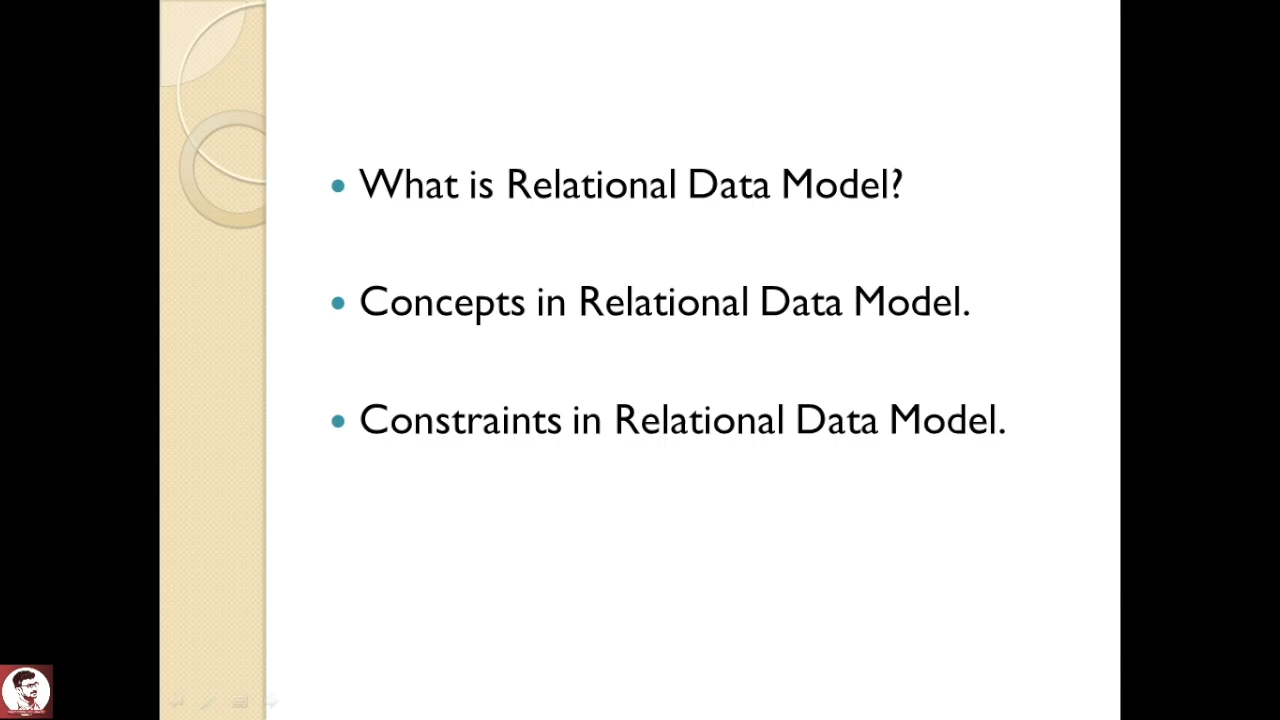 • What is Relational Data Model?
• Concepts in Relational Data Model.
• Constraints in Relational Data Model.